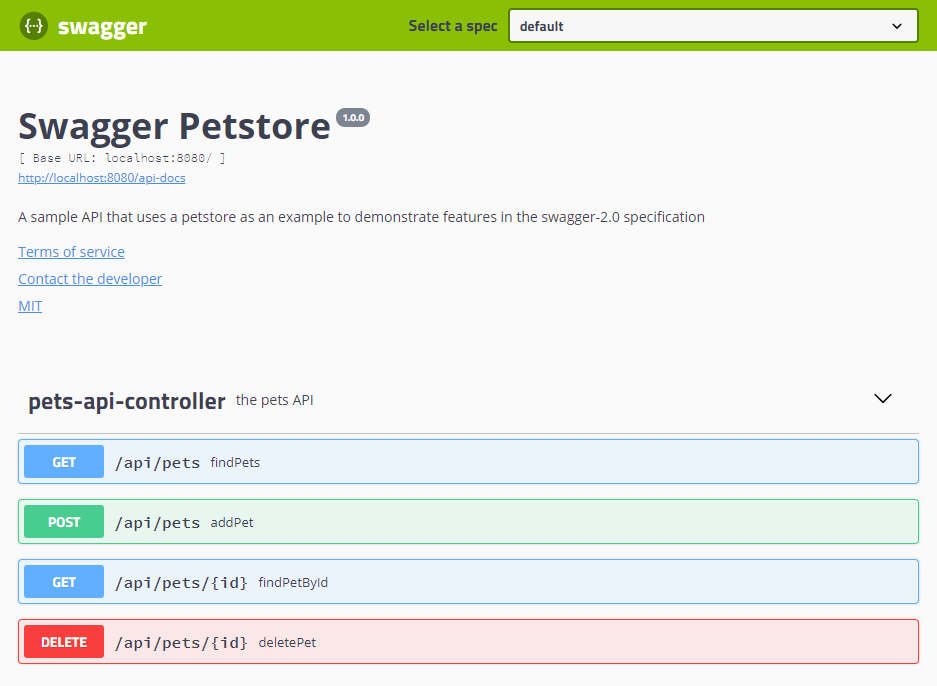 {···} swagger Select a spec default
Swagger Petstore 1.0.0
[ Base URL: localhost:8080/ ]
http://localhost:8080/api-docs
A sample API that uses a petstore as an example to demonstrate features in the swagger-2.0 specification
Terms of service
Contact the developer
MIT
pets-api-controller the pets API
GET /api/pets findPets
POST /api/pets addPet
GET /api/pets/{id} findPetById
DELETE /api/pets/{id} deletePet